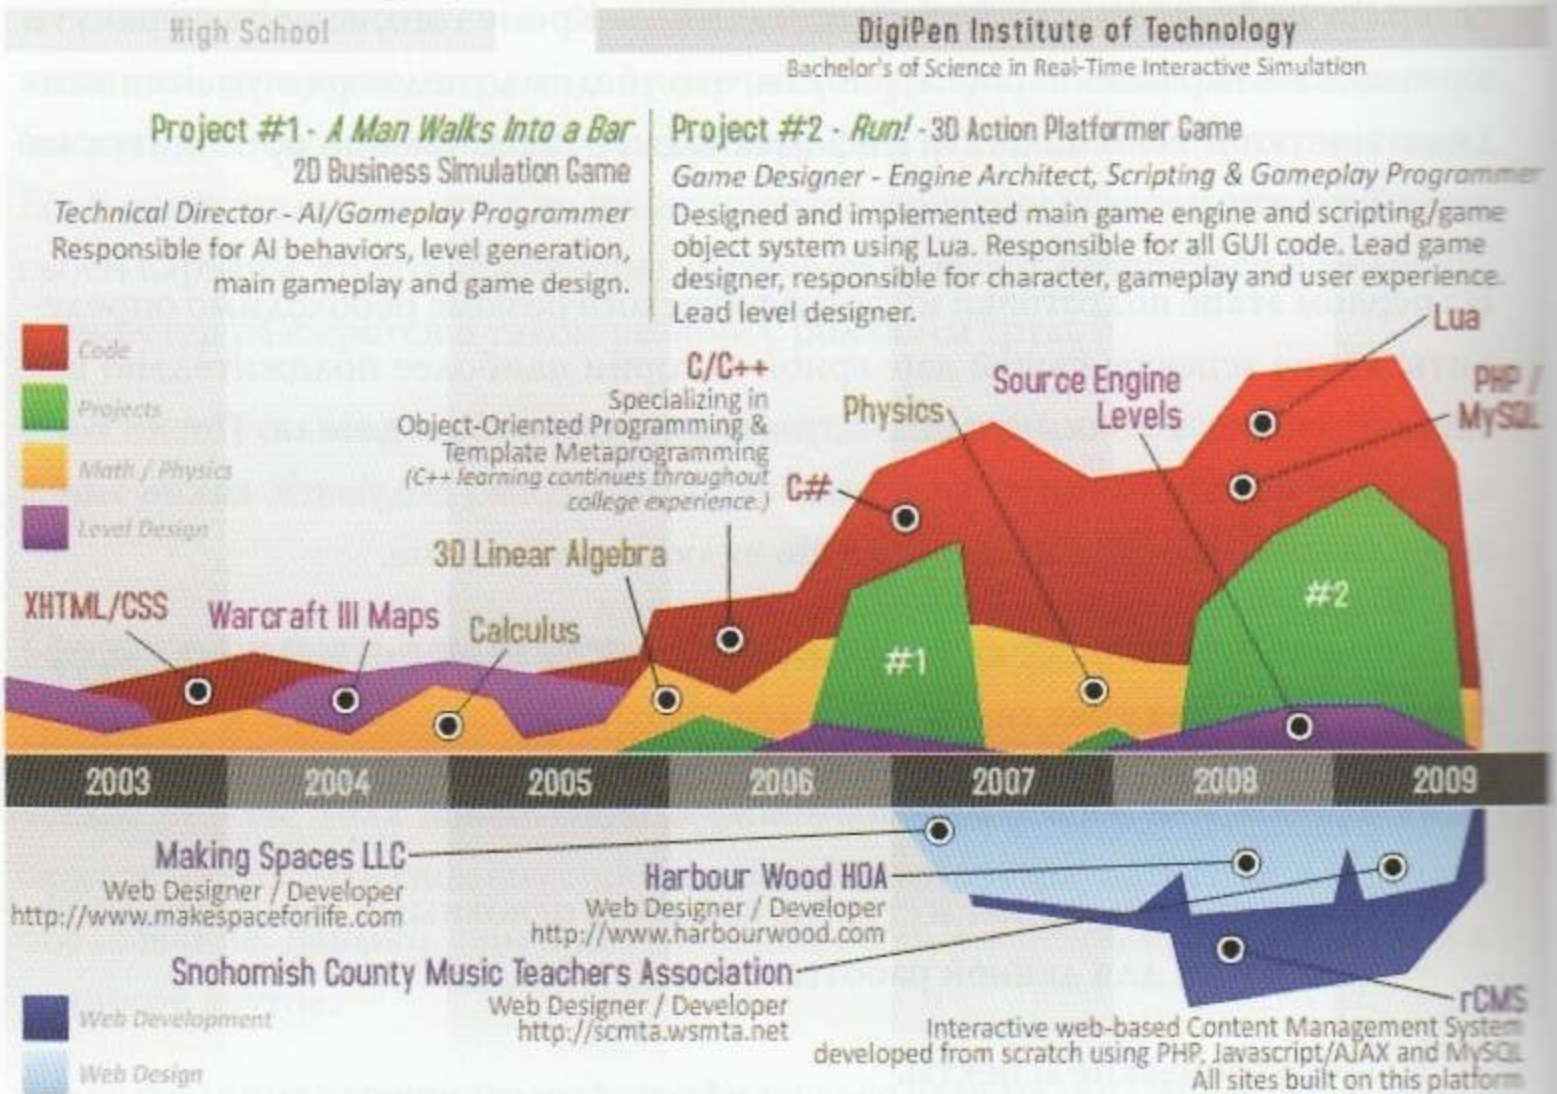 High School
DigiPen Institute of Technology
Bachelor's of Science in Real-Time Interactive Simulation
Project #1 - A Man Walks Into a Bar
2D Business Simulation Game
Technical Director - AI/Gameplay Programmer
Responsible for AI behaviors, level generation,
main gameplay and game design.
Project #2 - Run! - 3D Action Platformer Game
Game Designer - Engine Architect, Scripting & Gameplay Programmer
Designed and implemented main game engine and scripting/game
object system using Lua. Responsible for all GUI code. Lead game
designer, responsible for character, gameplay and user experience.
Lead level designer.
Code
Projects
Math / Physics
Level Design
C/C++
Specializing in
Object-Oriented Programming &
Template Metaprogramming
(C++ learning continues throughout
college experience.)
C#
Physics
Source Engine
Levels
Lua
PHP /
MySQL
3D Linear Algebra
XHTML/CSS
Warcraft III Maps
Calculus
#1
#2
2003
2004
2005
2006
2007
2008
2009
Making Spaces LLC
Web Designer / Developer
http://www.makespaceforlife.com
Harbour Wood HOA
Web Designer / Developer
http://www.harbourwood.com
Snohomish County Music Teachers Association
Web Designer / Developer
http://scmta.wsmta.net
rCMS
Interactive web-based Content Management System
developed from scratch using PHP, Javascript/AJAX and MySQL
All sites built on this platform
Web Development
Web Design